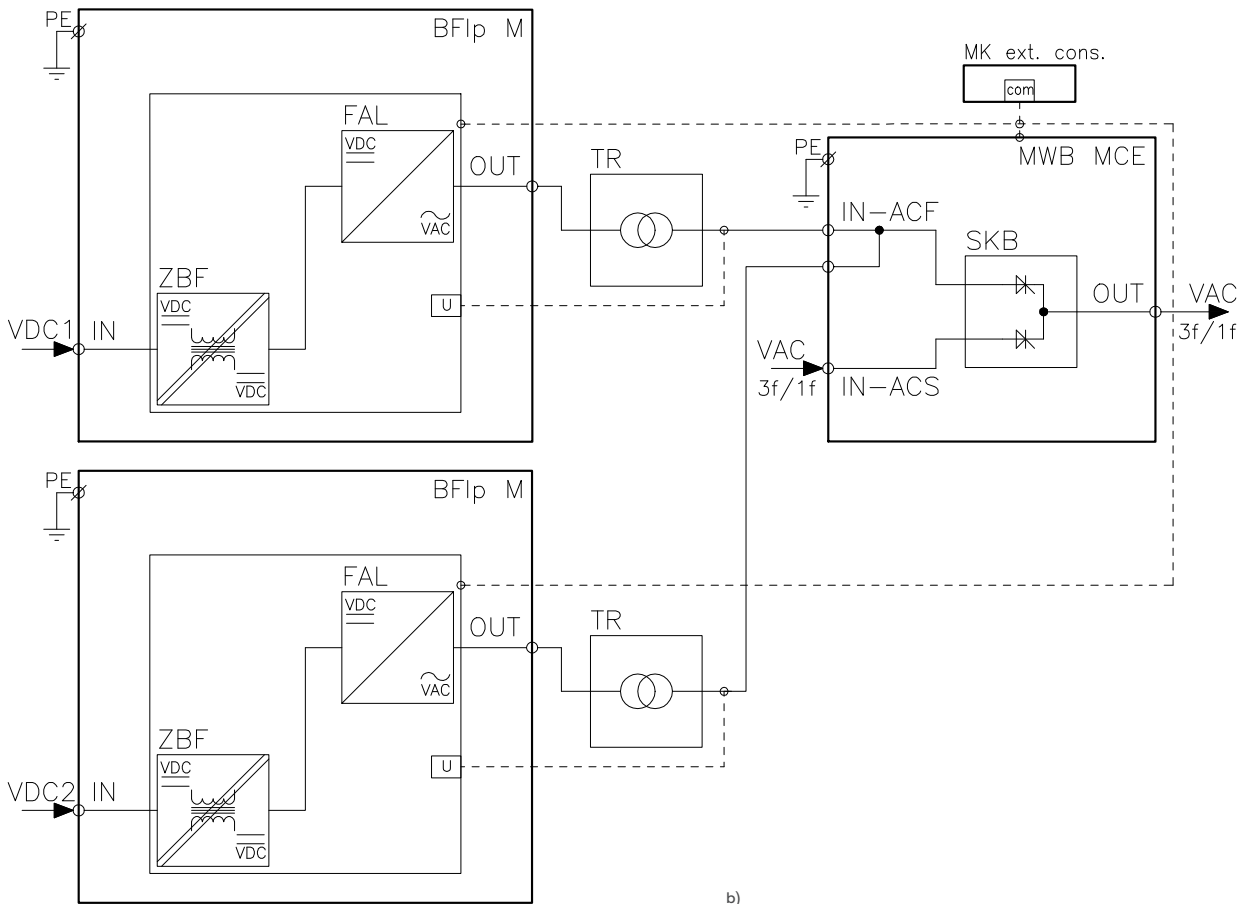 PE
BFIp M
FAL
VDC
VAC
OUT
ZBF
VDC
VDC
VDC1 IN
U
TR
MK ext. cons.
com
PE
MWB MCE
IN-ACF
SKB
OUT
VAC
3f/1f
VAC
3f/1f
IN-ACS
PE
BFIp M
FAL
VDC
VAC
OUT
ZBF
VDC
VDC
VDC2 IN
U
TR
b)